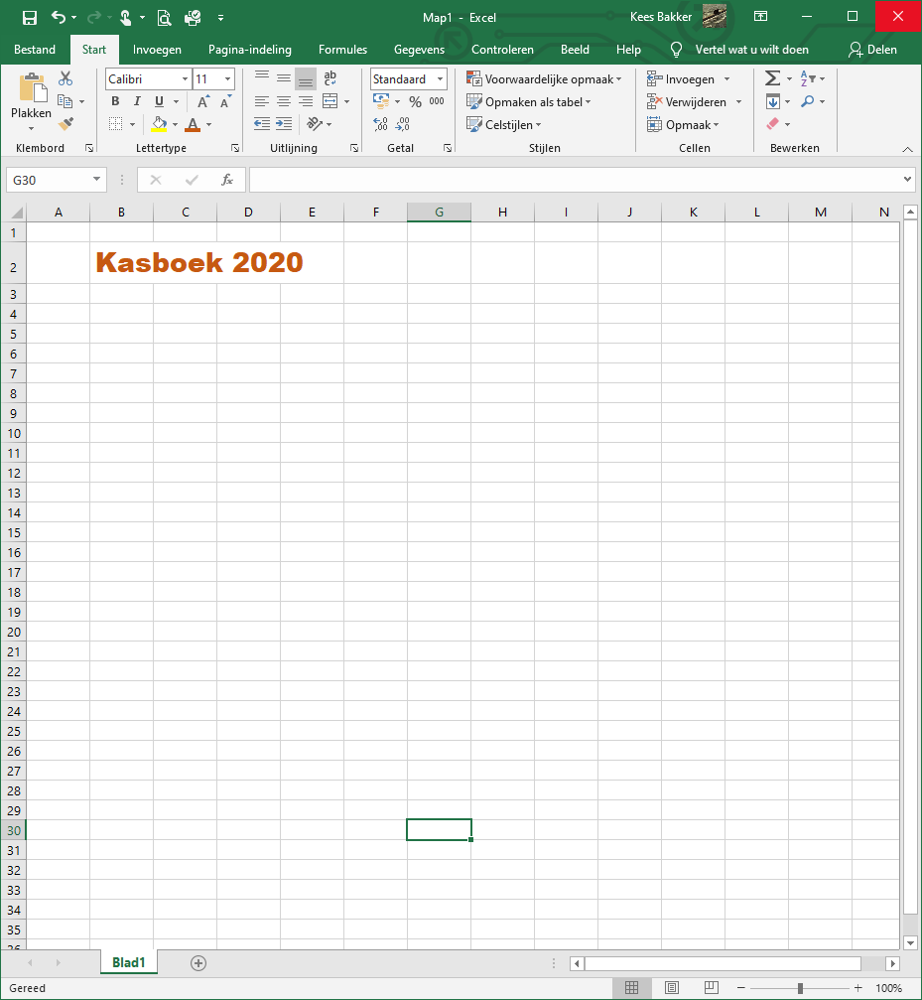 Map1 - Excel
Kees Bakker
Bestand Start Invoegen Pagina-indeling Formules Gegevens Controleren Beeld Help Vertel wat u wilt doen Delen
Calibri 11 ab Standaard Voorwaardelijke opmaak Invoegen Σ
Plakken B I U A A % 000 Opmaken als tabel Verwijderen
A Celstijlen Opmaak
Klembord Lettertype Uitlijning Getal Stijlen Cellen Bewerken
G30 fx
A B C D E F G H I J K L M N
1
2 Kasboek 2020
3
4
5
6
7
8
9
10
11
12
13
14
15
16
17
18
19
20
21
22
23
24
25
26
27
28
29
30
31
32
33
34
35
36
Blad1
Gereed 100%